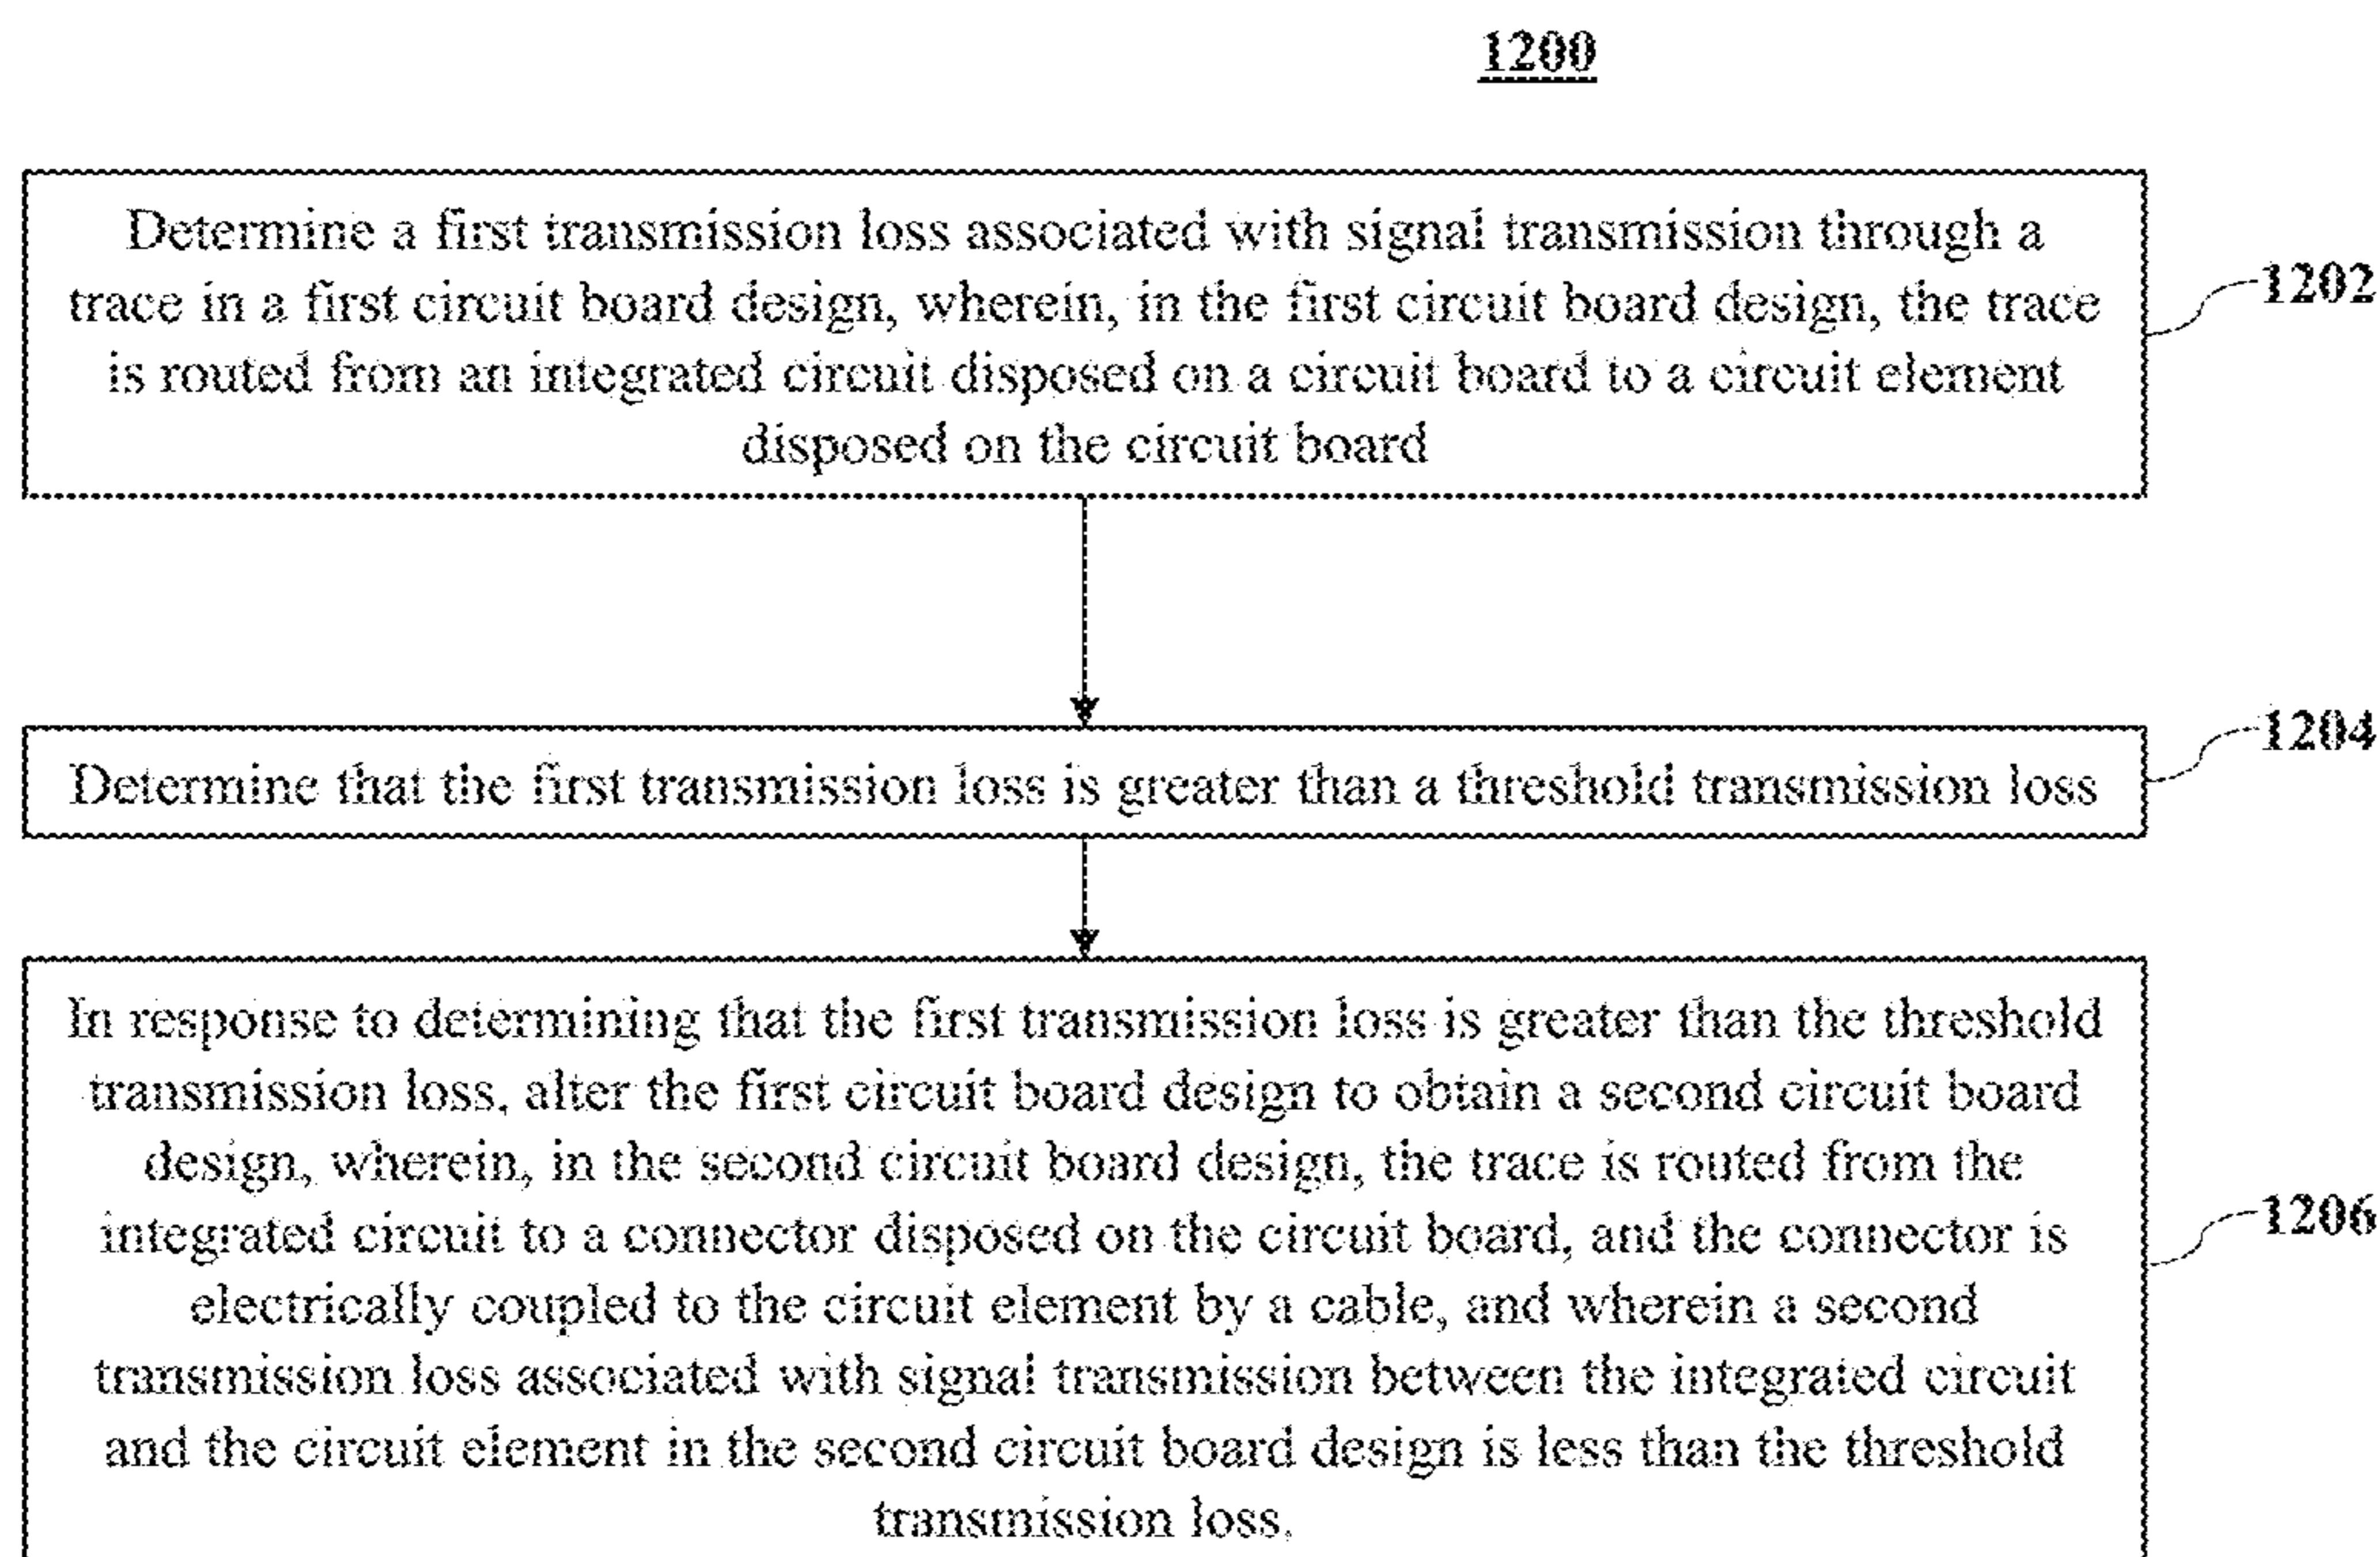 1200
Determine a first transmission loss associated with signal transmission through a
trace in a first circuit board design, wherein, in the first circuit board design, the trace
is routed from an integrated circuit disposed on a circuit board to a circuit element
disposed on the circuit board
1202
Determine that the first transmission loss is greater than a threshold transmission loss
1204
In response to determining that the first transmission loss is greater than the threshold
transmission loss, alter the first circuit board design to obtain a second circuit board
design, wherein, in the second circuit board design, the trace is routed from the
integrated circuit to a connector disposed on the circuit board, and the connector is
electrically coupled to the circuit element by a cable, and wherein a second
transmission loss associated with signal transmission between the integrated circuit
and the circuit element in the second circuit board design is less than the threshold
transmission loss.
1206